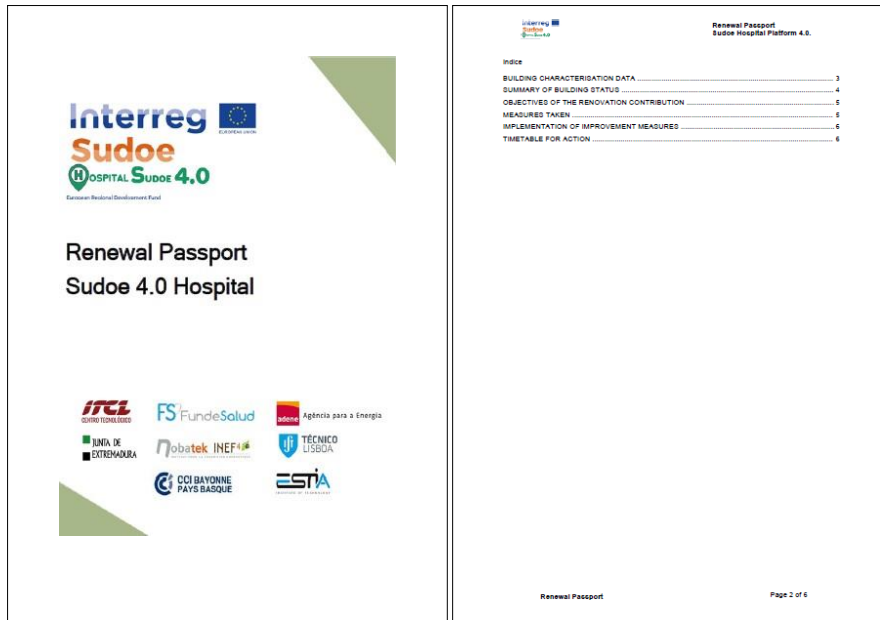 Interreg
EUROPEAN UNION
Sudoe
HOSPITAL SUDOE 4.0
European Regional Development Fund
Renewal Passport
Sudoe 4.0 Hospital
ITCL
CENTRO TECNOLÓGICO
FS FundeSalud
adene Agência para a Energia
JUNTA DE
EXTREMADURA
Nobatek INEF4
TÉCNICO
LISBOA
CCI BAYONNE
PAYS BASQUE
ESTIA
INSTITUTE OF TECHNOLOGY
Interreg
Sudoe
Renewal Passport
Sudoe Hospital Platform 4.0.
Indice
BUILDING CHARACTERISATION DATA ........ 3
SUMMARY OF BUILDING STATUS ........ 4
OBJECTIVES OF THE RENOVATION CONTRIBUTION ........ 5
MEASURES TAKEN ........ 5
IMPLEMENTATION OF IMPROVEMENT MEASURES ........ 6
TIMETABLE FOR ACTION ........ 6
Renewal Passport
Page 2 of 6